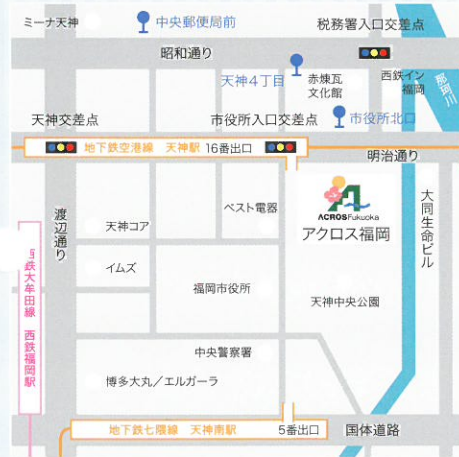 ミーナ天神
中央郵便局前
税務署入口交差点
昭和通り
天神4丁目
赤煉瓦
文化館
西鉄イン
福岡
那珂川
天神交差点
市役所入口交差点
市役所北口
地下鉄空港線 天神駅 16番出口
明治通り
渡辺通り
ベスト電器
ACROS Fukuoka
アクロス福岡
大同生命ビル
天神コア
イムズ
福岡市役所
天神中央公園
西鉄大牟田線 西鉄福岡駅
中央警察署
博多大丸／エルガーラ
地下鉄七隈線 天神南駅 5番出口
国体道路